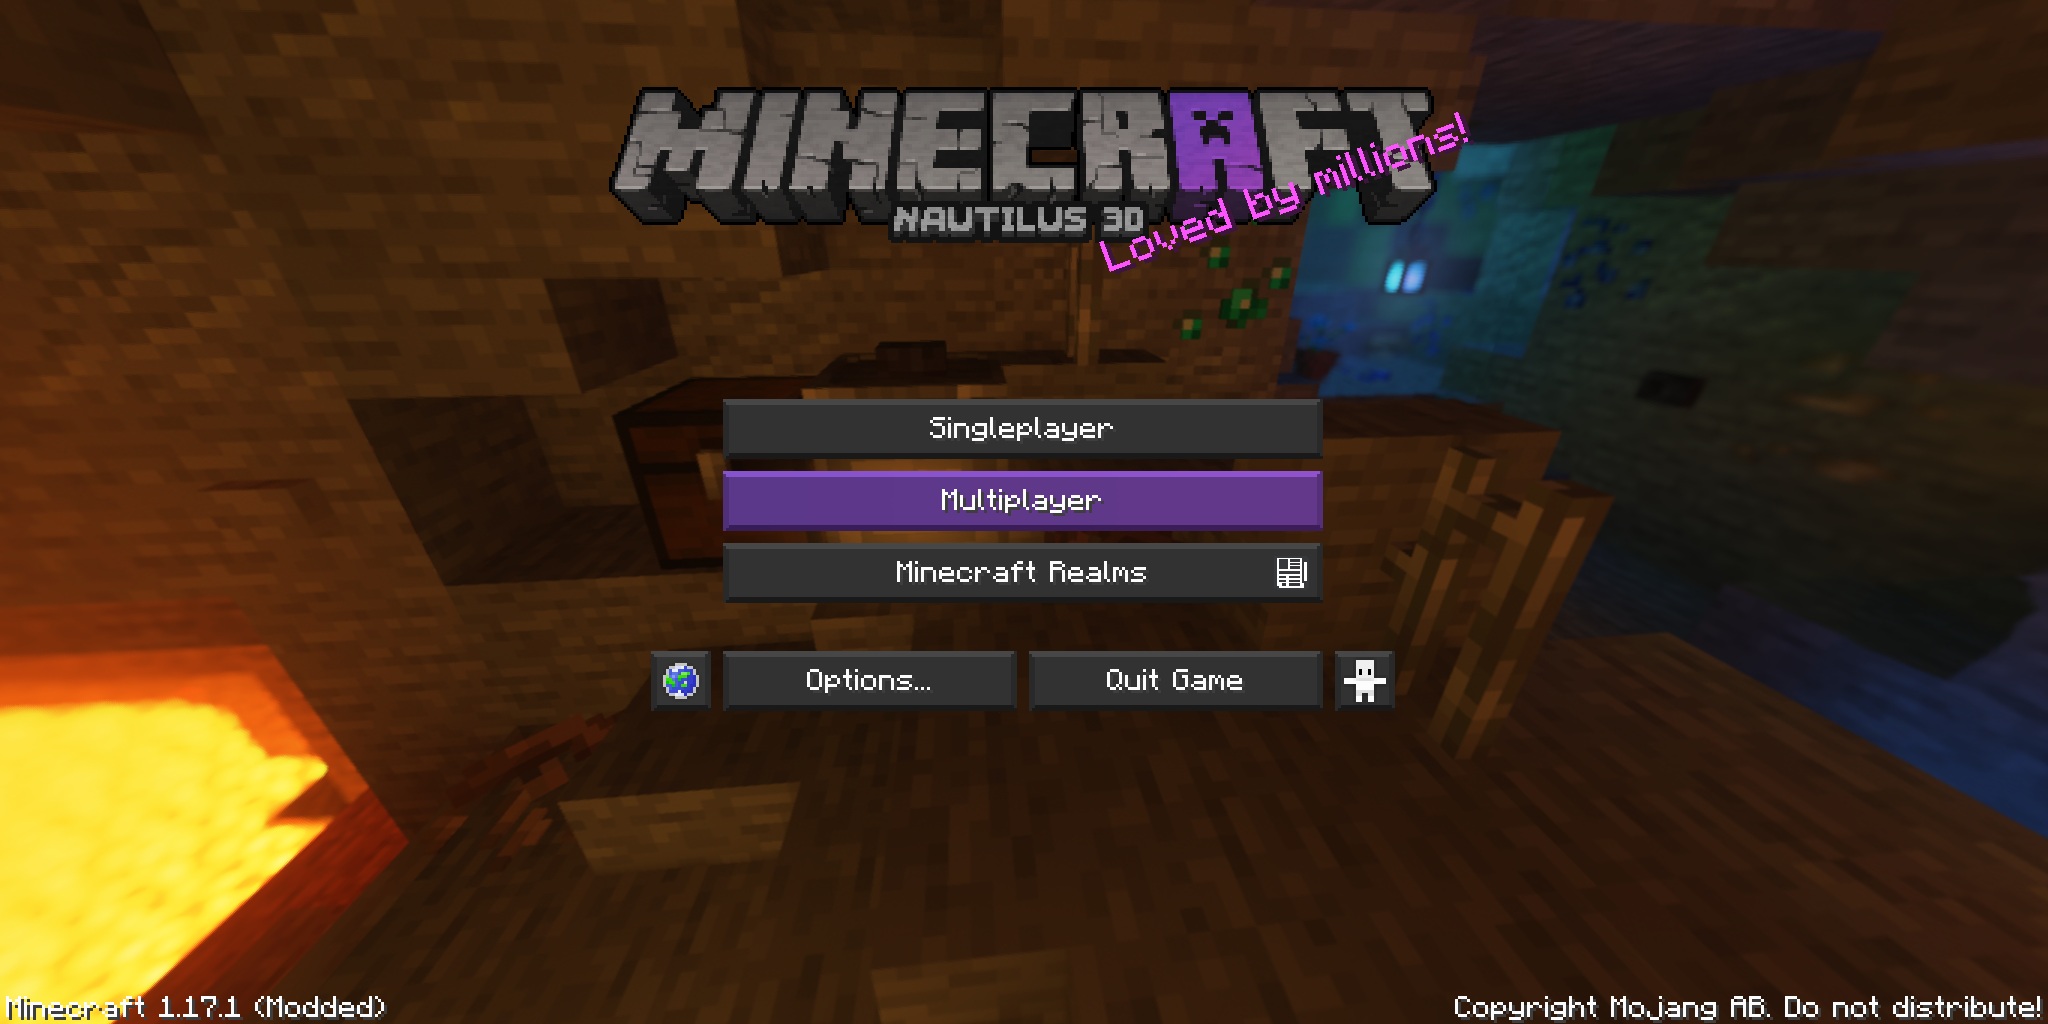 MINECRAFT
NAUTILUS 3D
Loved by millions!
Singleplayer
Multiplayer
Minecraft Realms
Options...
Quit Game
Minecraft 1.17.1 (Modded)
Copyright Mojang AB. Do not distribute!